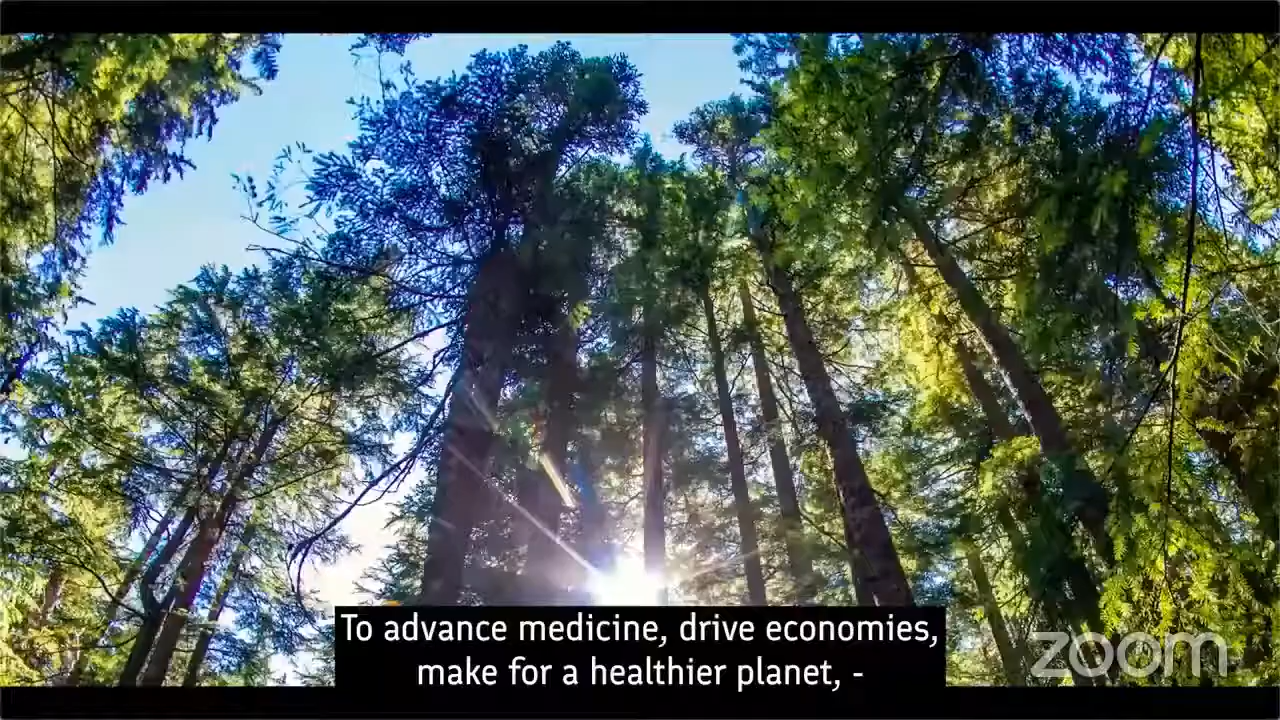 To advance medicine, drive economies,
make for a healthier planet, -
zoom